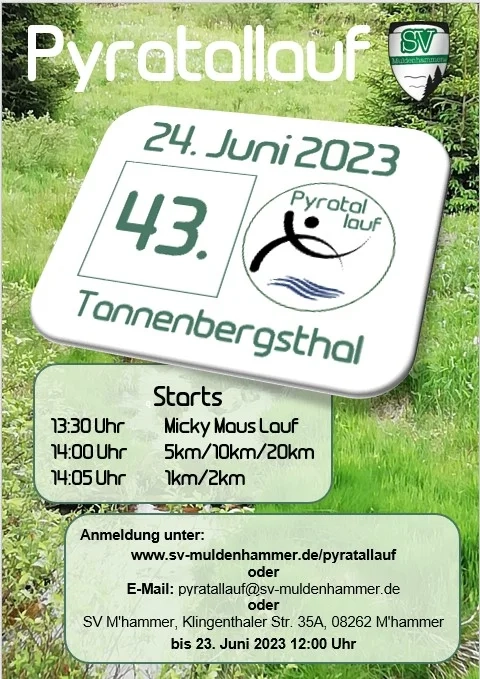 Pyratallauf
SV
Muldenhammer
24. Juni 2023
43.
Pyratal
lauf
Tannenbergsthal
Starts
13:30 Uhr Micky Maus Lauf
14:00 Uhr 5km/10km/20km
14:05 Uhr 1km/2km
Anmeldung unter:
www.sv-muldenhammer.de/pyratallauf
oder
E-Mail: pyratallauf@sv-muldenhammer.de
oder
SV M'hammer, Klingenthaler Str. 35A, 08262 M'hammer
bis 23. Juni 2023 12:00 Uhr